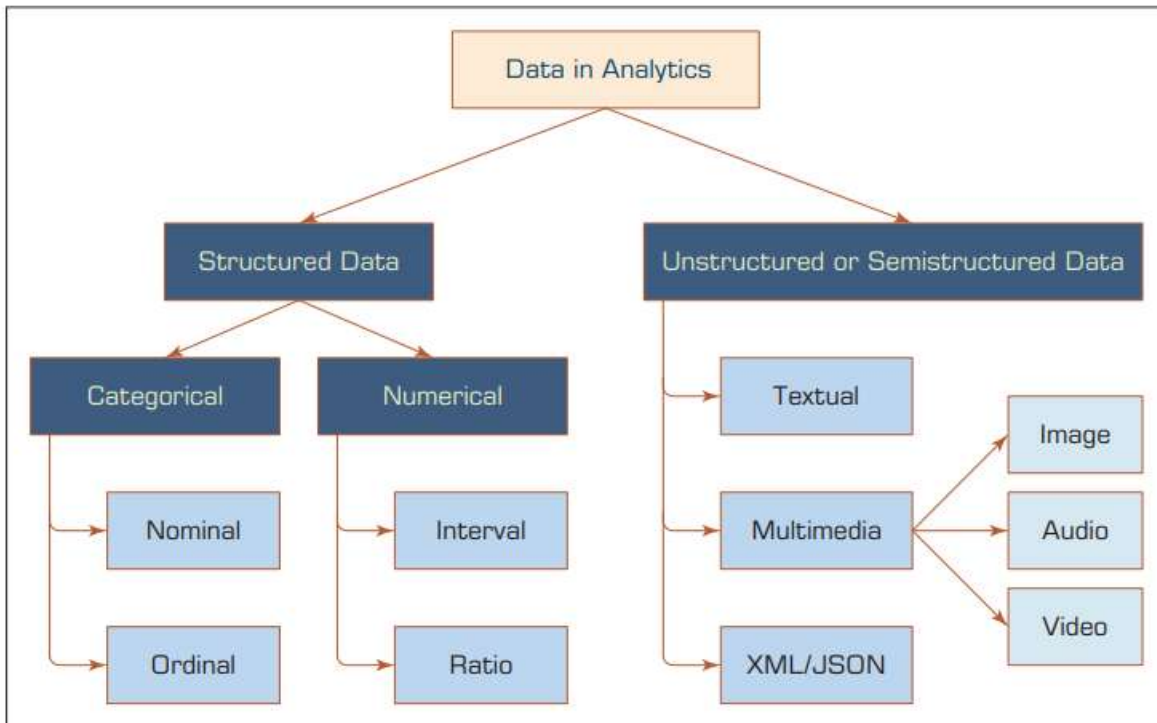 Data in Analytics
Structured Data
Unstructured or Semistructured Data
Categorical
Numerical
Textual
Image
Nominal
Interval
Multimedia
Audio
Ordinal
Ratio
XML/JSON
Video